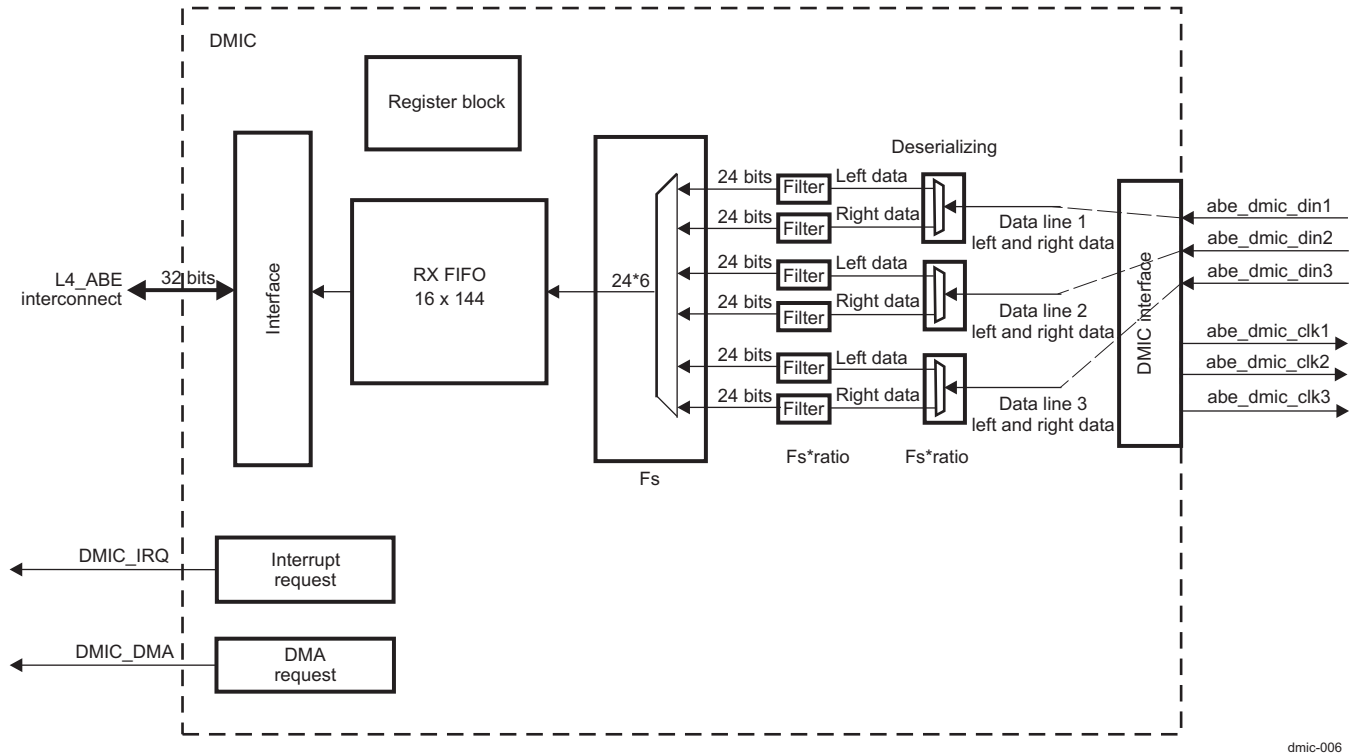 DMIC
Register block
Deserializing
24 bits
Filter
Left data
24 bits
Filter
Right data
Data line 1
left and right data
abe_dmic_din1
abe_dmic_din2
abe_dmic_din3
L4_ABE
interconnect
32 bits
Interface
RX FIFO
16 x 144
24*6
24 bits
Filter
Left data
24 bits
Filter
Right data
Data line 2
left and right data
DMIC interface
abe_dmic_clk1
abe_dmic_clk2
abe_dmic_clk3
24 bits
Filter
Left data
24 bits
Filter
Right data
Data line 3
left and right data
Fs
Fs*ratio
Fs*ratio
DMIC_IRQ
Interrupt
request
DMIC_DMA
DMA
request
dmic-006